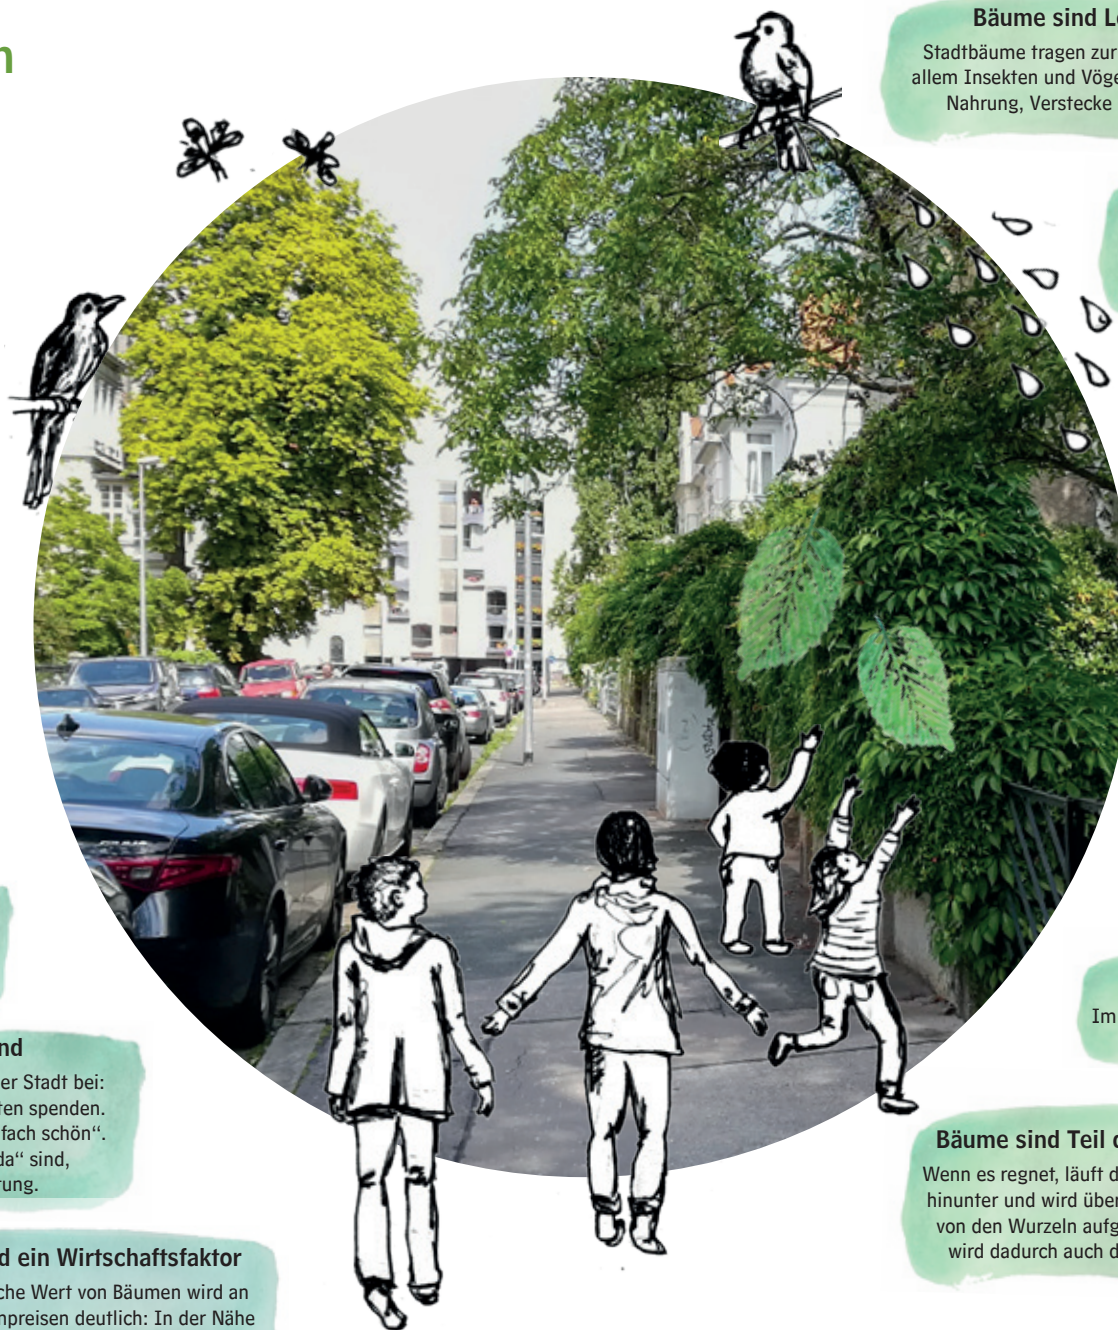 n
Bäume sind Le
Stadtbäume tragen zur
allem Insekten und Vöge
Nahrung, Verstecke
Im
nd
er Stadt bei:
ten spenden.
fach schön“.
da“ sind,
rung.
Bäume sind Teil d
Wenn es regnet, läuft d
hinunter und wird über
von den Wurzeln aufg
wird dadurch auch d
d ein Wirtschaftsfaktor
che Wert von Bäumen wird an
npreisen deutlich: In der Nähe